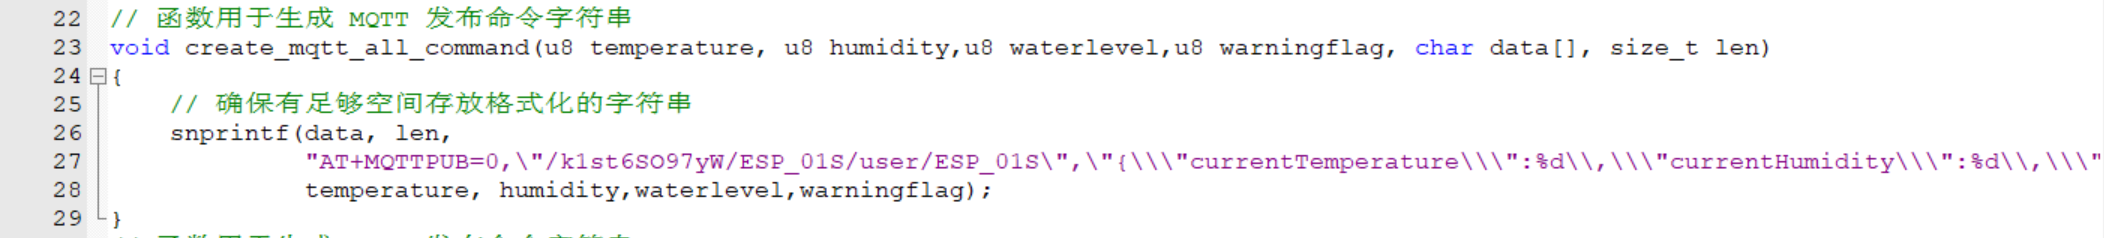 22 // 函数用于生成 MQTT 发布命令字符串
23 void create_mqtt_all_command(u8 temperature, u8 humidity,u8 waterlevel,u8 warningflag, char data[], size_t len)
24 {
25 // 确保有足够空间存放格式化的字符串
26 snprintf(data, len,
27 "AT+MQTTPUB=0,\"/k1st6SO97yW/ESP_01S/user/ESP_01S\",\"{\\\"currentTemperature\\\":%d\\,\\\"currentHumidity\\\":%d\\,\\\"
28 temperature, humidity,waterlevel,warningflag);
29 }